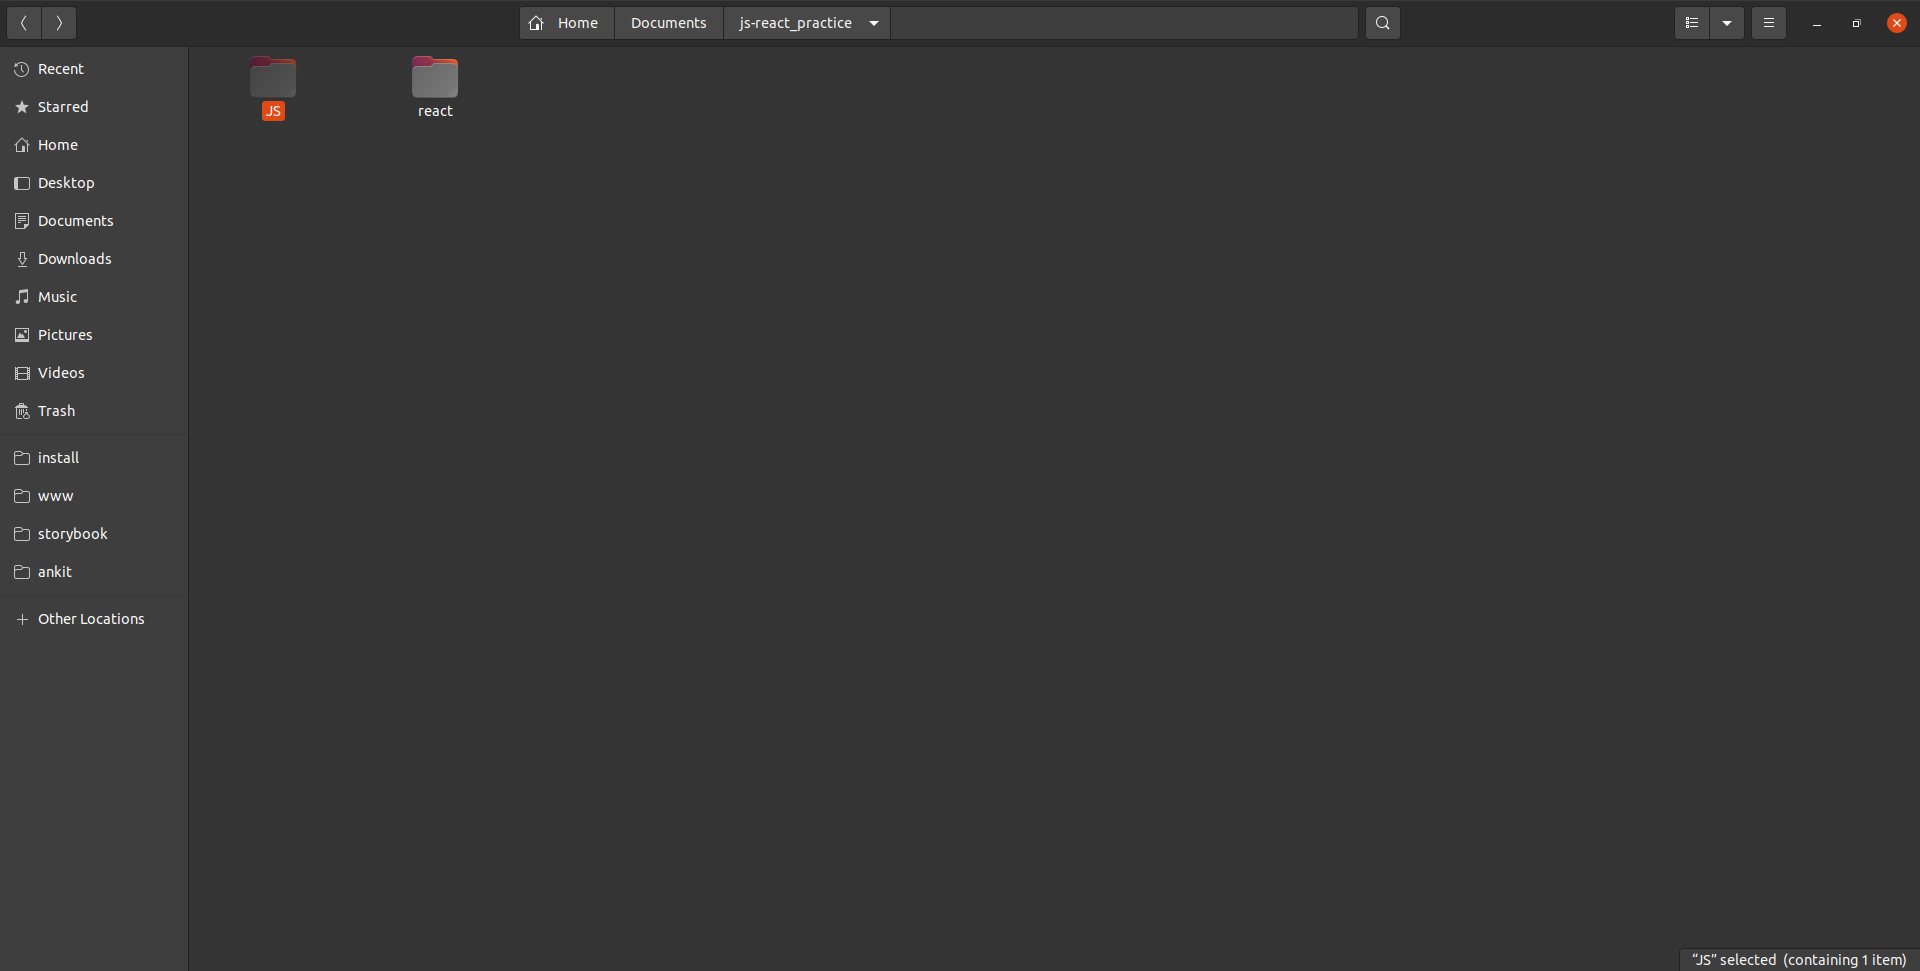 Home Documents js-react_practice
Recent
Starred
Home
Desktop
Documents
Downloads
Music
Pictures
Videos
Trash
install
www
storybook
ankit
Other Locations
JS
react
“JS” selected (containing 1 item)